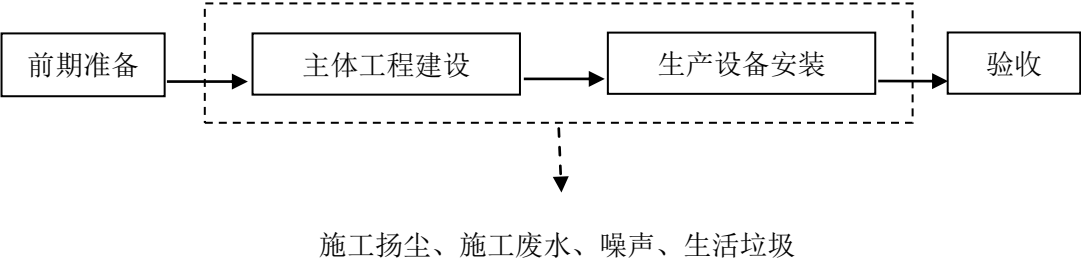 前期准备
主体工程建设
生产设备安装
验收
施工扬尘、施工废水、噪声、生活垃圾